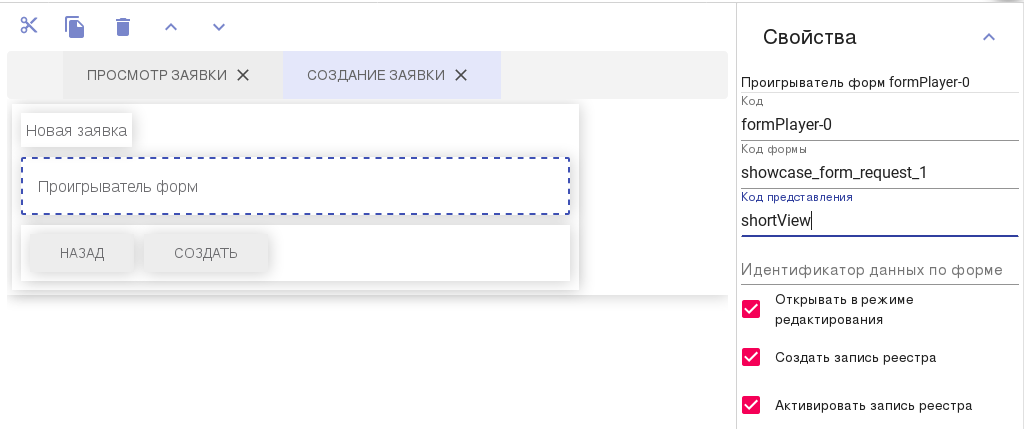 ПРОСМОТР ЗАЯВКИ
СОЗДАНИЕ ЗАЯВКИ
Новая заявка
Проигрыватель форм
НАЗАД
СОЗДАТЬ
Свойства
Проигрыватель форм formPlayer-0
Код
formPlayer-0
Код формы
showcase_form_request_1
Код представления
shortView
Идентификатор данных по форме
Открывать в режиме
редактирования
Создать запись реестра
Активировать запись реестра